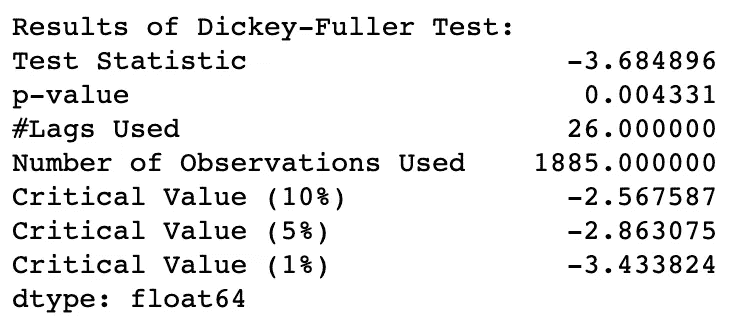 Results of Dickey-Fuller Test:
Test Statistic -3.684896
p-value 0.004331
#Lags Used 26.000000
Number of Observations Used 1885.000000
Critical Value (10%) -2.567587
Critical Value (5%) -2.863075
Critical Value (1%) -3.433824
dtype: float64